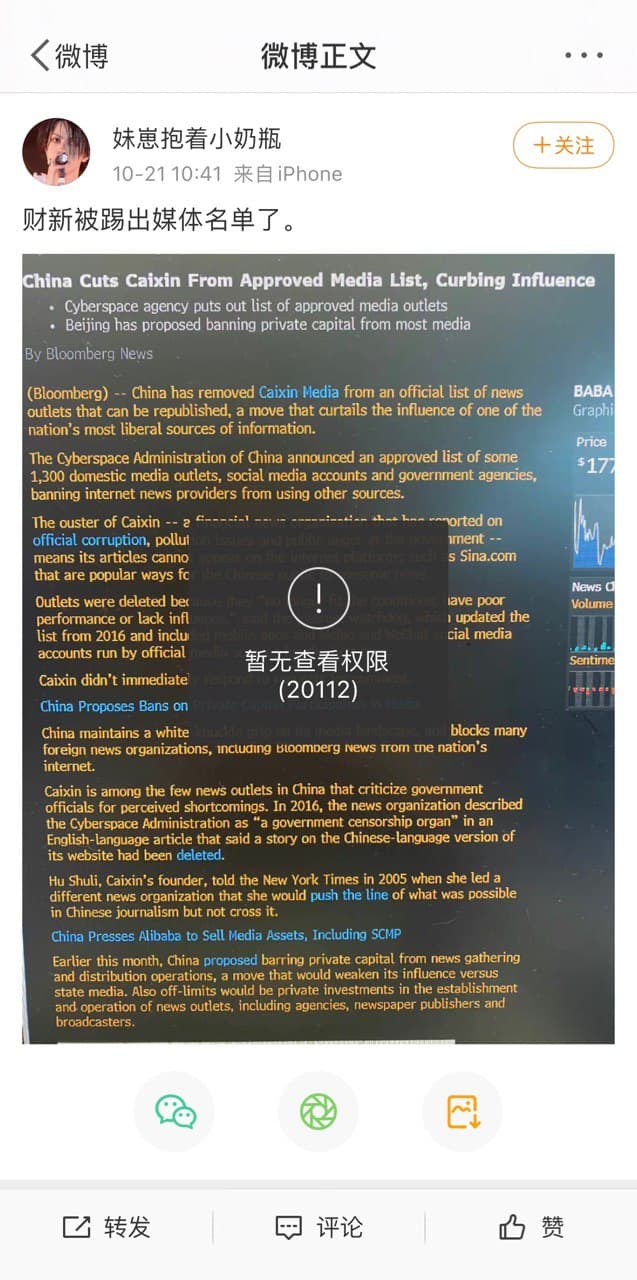 微博
微博正文
妹崽抱着小奶瓶
10-21 10:41 来自iPhone
+关注
财新被踢出媒体名单了。
China Cuts Caixin From Approved Media List, Curbing Influence
• Cyberspace agency puts out list of approved media outlets
• Beijing has proposed banning private capital from most media
By Bloomberg News
(Bloomberg) -- China has removed Caixin Media from an official list of news
outlets that can be republished, a move that curtails the influence of one of the
nation's most liberal sources of information.
The Cyberspace Administration of China announced an approved list of some
1,300 domestic media outlets, social media accounts and government agencies,
banning internet news providers from using other sources.
The ouster of Caixin -- a financial news organization that has reported on
official corruption, pollut
means its articles canno s Sina.com
that are popular ways fo
Outlets were deleted bec have poor
performance or lack infl updated the
list from 2016 and inclu cial media
accounts run by official
Caixin didn't immediate
China Proposes Bans on
China maintains a white knuckle grip on its media landscape, and blocks many
foreign news organizations, including Bloomberg News from the nation's
internet.
Caixin is among the few news outlets in China that criticize government
officials for perceived shortcomings. In 2016, the news organization described
the Cyberspace Administration as “a government censorship organ” in an
English-language article that said a story on the Chinese-language version of
its website had been deleted.
Hu Shuli, Caixin's founder, told the New York Times in 2005 when she led a
different news organization that she would push the line of what was possible
in Chinese journalism but not cross it.
China Presses Alibaba to Sell Media Assets, Including SCMP
Earlier this month, China proposed barring private capital from news gathering
and distribution operations, a move that would weaken its influence versus
state media. Also off-limits would be private investments in the establishment
and operation of news outlets, including agencies, newspaper publishers and
broadcasters.
BABA
Graphi
Price
$177
News
Volume
Sentime
暂无查看权限
(20112)
转发
评论
赞